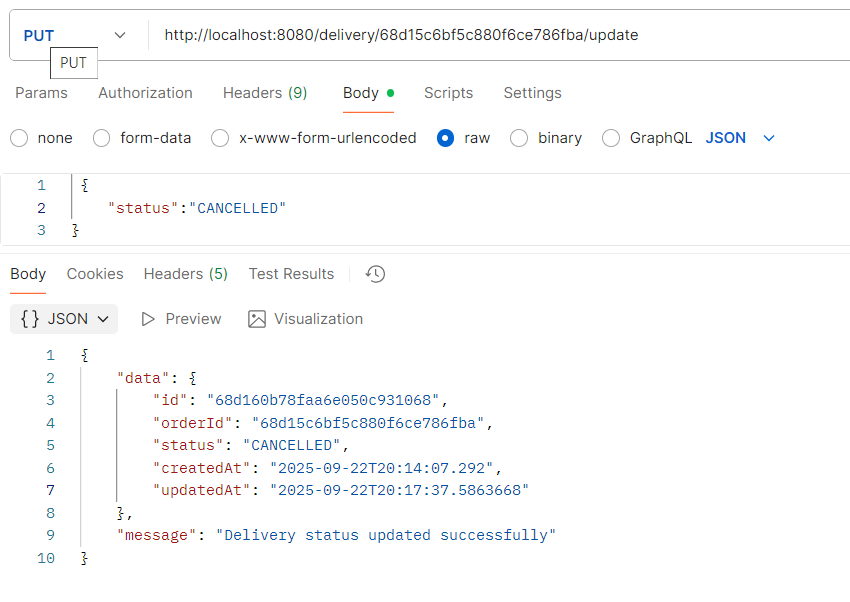 PUT http://localhost:8080/delivery/68d15c6bf5c880f6ce786fba/update
PUT
Params Authorization Headers (9) Body Scripts Settings
none form-data x-www-form-urlencoded raw binary GraphQL JSON
1 {
2 "status":"CANCELLED"
3 }
Body Cookies Headers (5) Test Results
{} JSON Preview Visualization
1 {
2 "data": {
3 "id": "68d160b78faa6e050c931068",
4 "orderId": "68d15c6bf5c880f6ce786fba",
5 "status": "CANCELLED",
6 "createdAt": "2025-09-22T20:14:07.292",
7 "updatedAt": "2025-09-22T20:17:37.5863668"
8 },
9 "message": "Delivery status updated successfully"
10 }